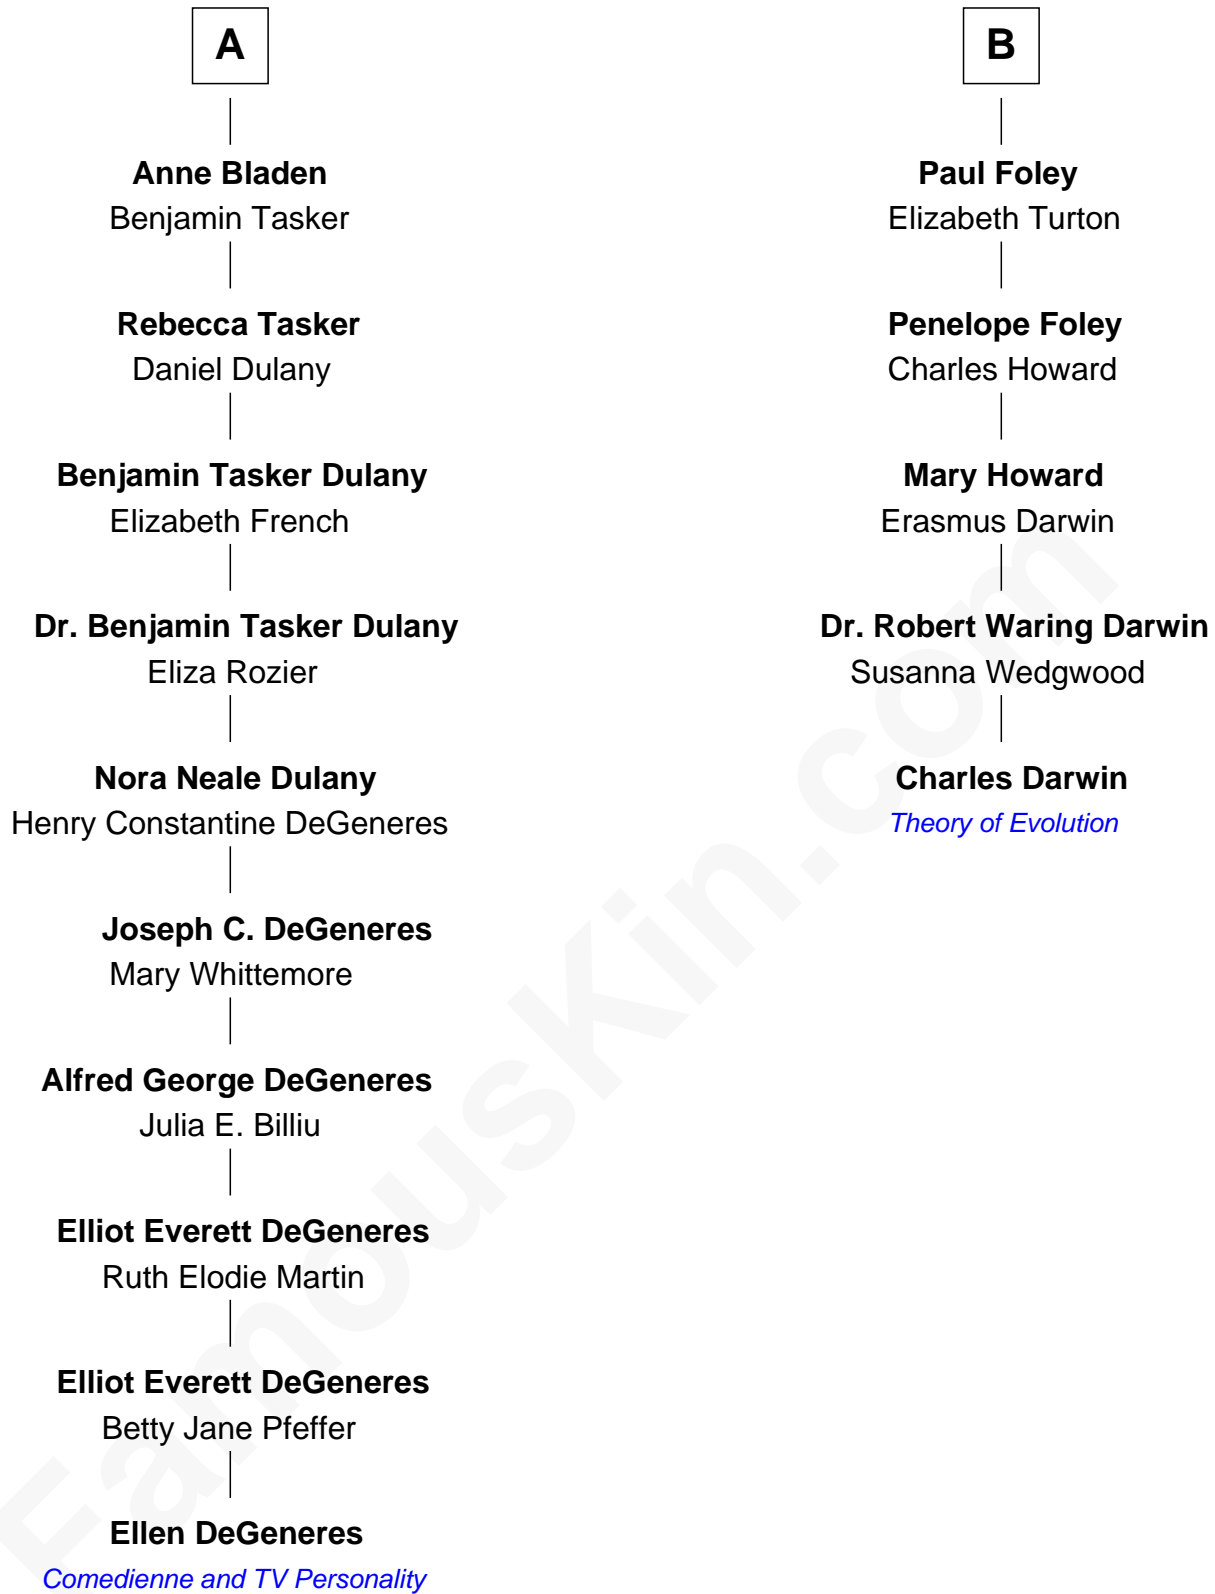 A
Anne Bladen
Benjamin Tasker
Rebecca Tasker
Daniel Dulany
Benjamin Tasker Dulany
Elizabeth French
Dr. Benjamin Tasker Dulany
Eliza Rozier
Nora Neale Dulany
Henry Constantine DeGeneres
Joseph C. DeGeneres
Mary Whittemore
Alfred George DeGeneres
Julia E. Billiu
Elliot Everett DeGeneres
Ruth Elodie Martin
Elliot Everett DeGeneres
Betty Jane Pfeffer
Ellen DeGeneres
Comedienne and TV Personality
B
Paul Foley
Elizabeth Turton
Penelope Foley
Charles Howard
Mary Howard
Erasmus Darwin
Dr. Robert Waring Darwin
Susanna Wedgwood
Charles Darwin
Theory of Evolution
FamousKin.com